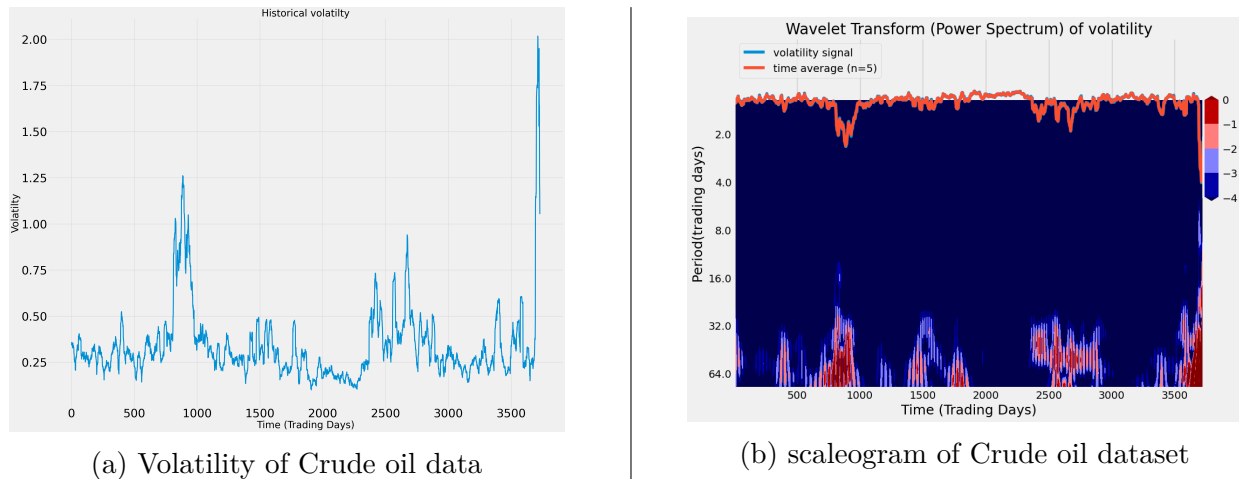 Historical volatilty
Volatilty
2.00
1.75
1.50
1.25
1.00
0.75
0.50
0.25
0 500 1000 1500 2000 2500 3000 3500
Time (Trading Days)
(a) Volatility of Crude oil data
Wavelet Transform (Power Spectrum) of volatility
volatility signal
time average (n=5)
Period(trading days)
2.0
4.0
8.0
16.0
32.0
64.0
0
−1
−2
−3
−4
500 1000 1500 2000 2500 3000 3500
Time (Trading Days)
(b) scaleogram of Crude oil dataset